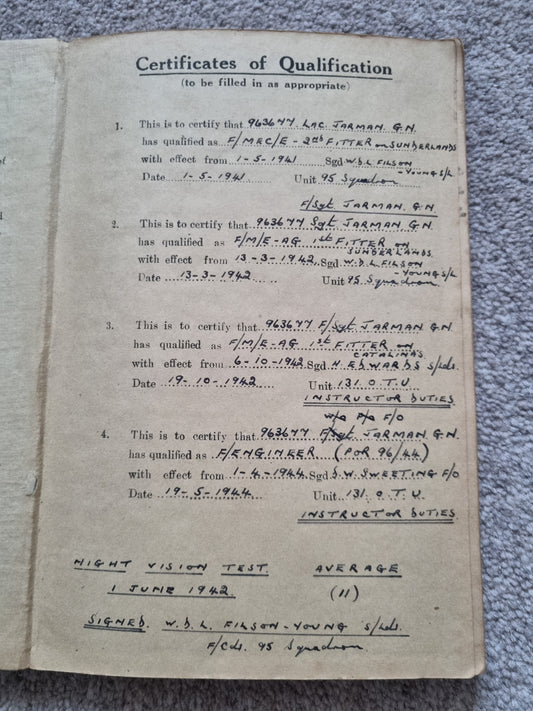 of
Certificates of Qualification
(to be filled in as appropriate)
1. This is to certify that 963677 LAC. JARMAN. G.N.
has qualified as F/MEC/E - 2nd FITTER on SUNDERLANDS
with effect from 1-5-1941 Sgd W.D.L FILSON
- YOUNG S/L
Date 1-5-1941 Unit 95 Squadron
F/Sgt. JARMAN. G.N
2. This is to certify that 963677 Sgt JARMAN. G.N.
has qualified as F/M/E-AG 1st FITTER on
SUNDERLANDS
with effect from 13-3-1942 Sgd W.D.L FILSON
- YOUNG S/L
Date 13-3-1942 Unit 95 Squadron
3. This is to certify that 963677 F/Sgt JARMAN G.N.
has qualified as F/M/E-AG 1st FITTER on
CATALINAS
with effect from 6-10-1942 Sgd H. EDWARDS S/Ldr.
Date 19-10-1942 Unit 131. O.T.U.
INSTRUCTOR DUTIES
W/O P/O F/O
4. This is to certify that 963677 F/Sgt JARMAN. G.N.
has qualified as F/ENGINEER (POR 96/44)
with effect from 1-4-1944 Sgd S.W. SWEETING F/O
Date 19-5-1944 Unit 131. O.T.U.
INSTRUCTOR DUTIES
NIGHT VISION TEST AVERAGE
1 JUNE 1942. (11)
SIGNED. W.D.L. FILSON-YOUNG S/Ldr.
F/Cdr. 95 Squadron